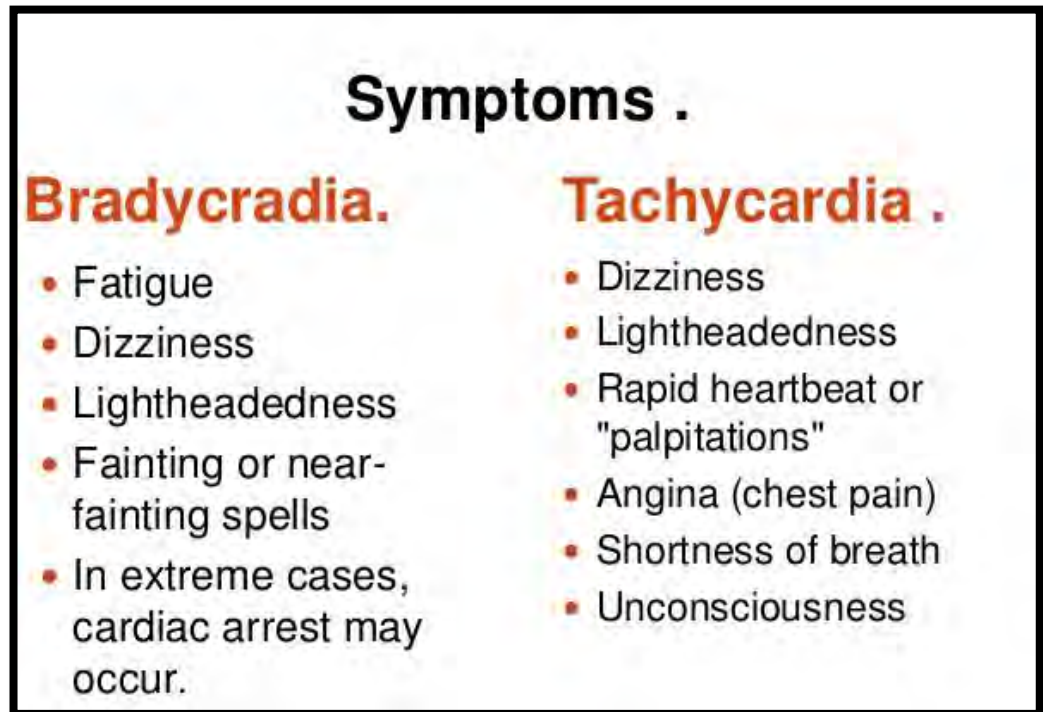 Symptoms .
Bradycradia.
• Fatigue
• Dizziness
• Lightheadedness
• Fainting or near-
fainting spells
• In extreme cases,
cardiac arrest may
occur.
Tachycardia .
• Dizziness
• Lightheadedness
• Rapid heartbeat or
"palpitations"
• Angina (chest pain)
• Shortness of breath
• Unconsciousness